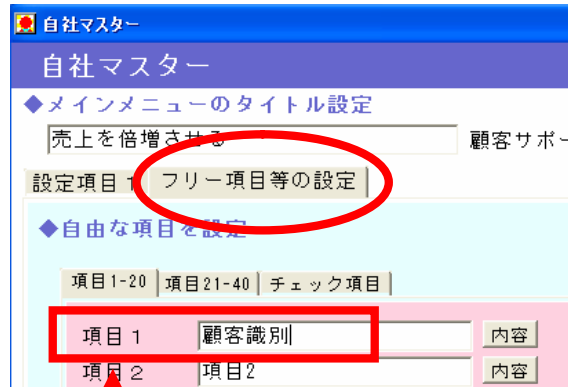 自社マスター
自社マスター
◆メインメニューのタイトル設定
売上を倍増させる 顧客サポー
設定項目1 フリー項目等の設定
◆自由な項目を設定
項目1-20 項目21-40 チェック項目
項目1 顧客識別 内容
項目2 項目2 内容